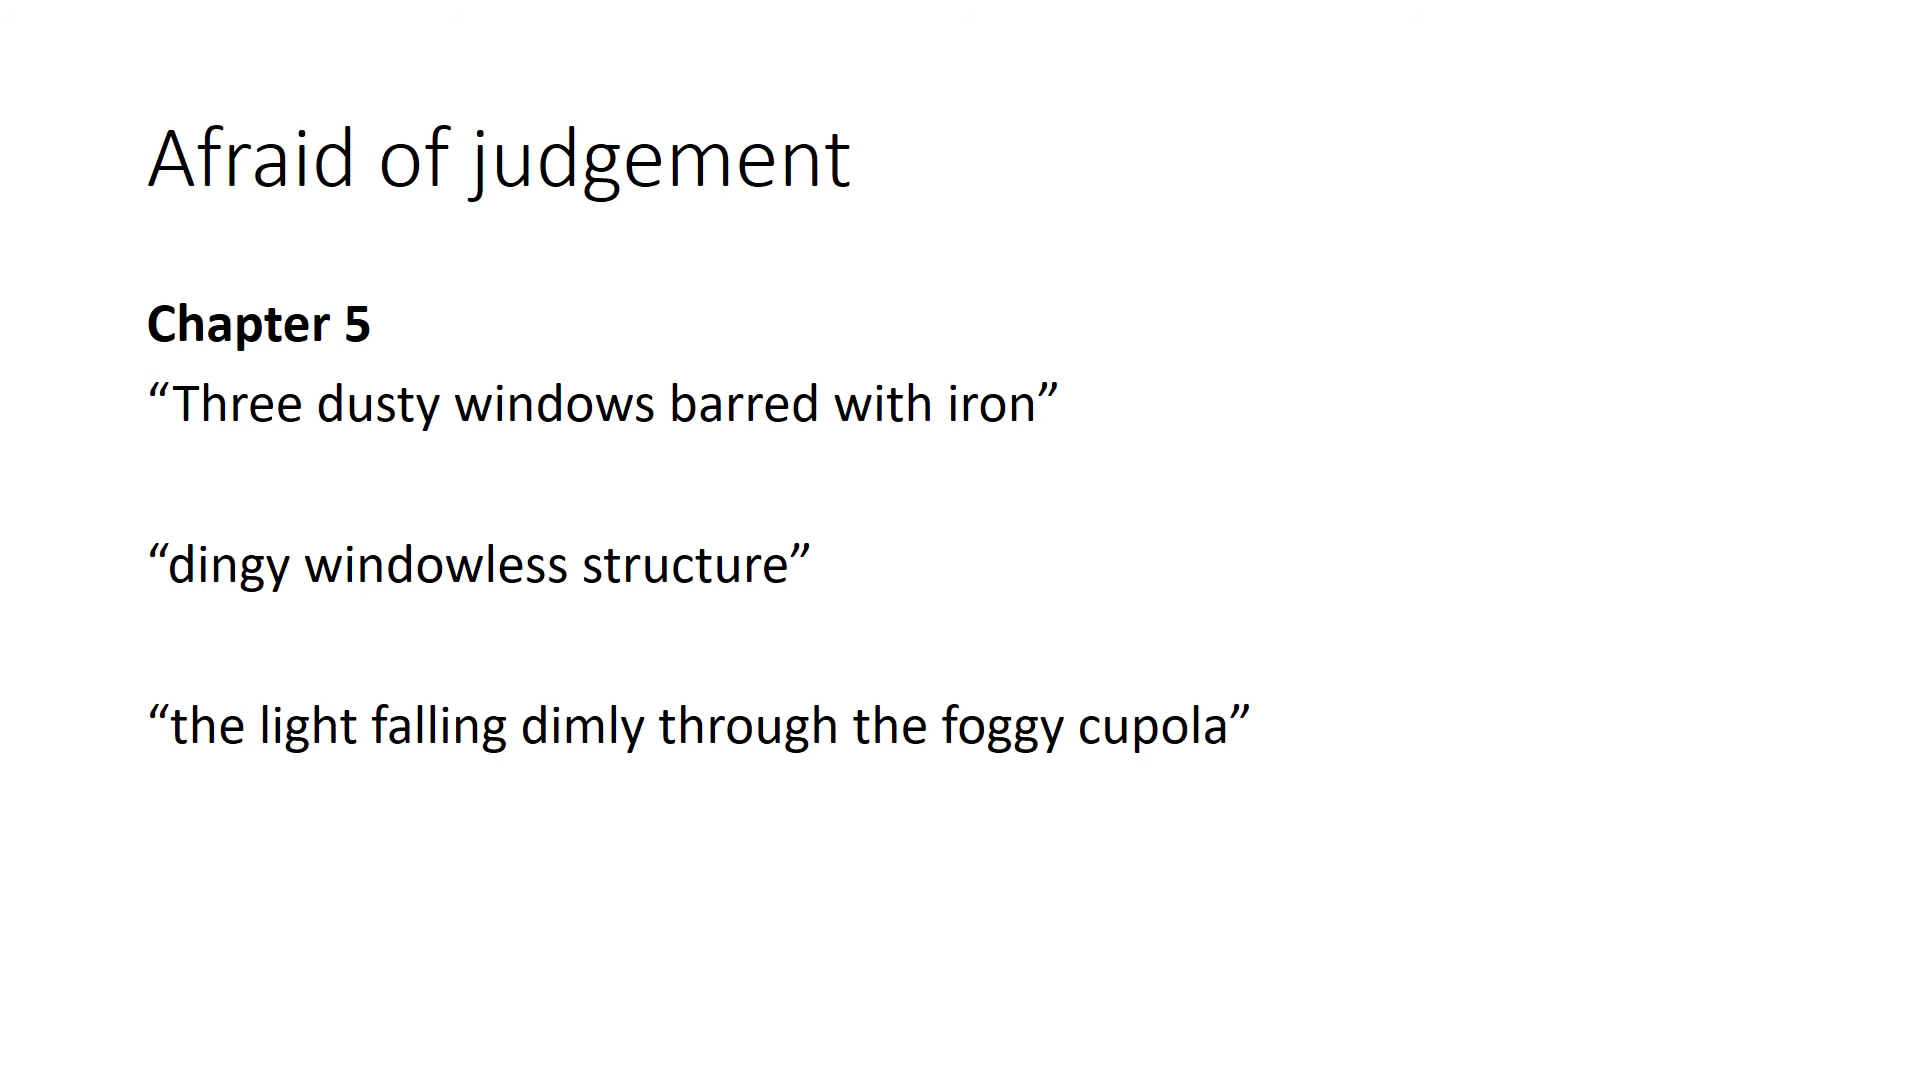 Afraid of judgement
Chapter 5
“Three dusty windows barred with iron”
“dingy windowless structure”
“the light falling dimly through the foggy cupola”